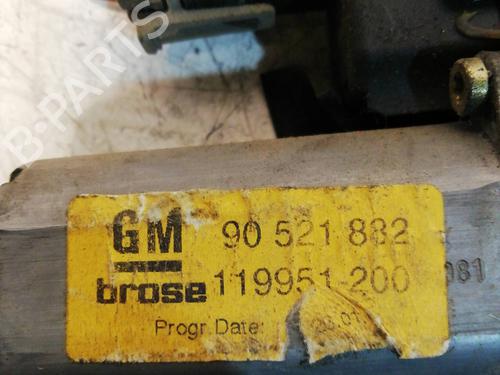 B-PARTS
GM 90 521 882
brose 119951-200
081
Progr. Date: